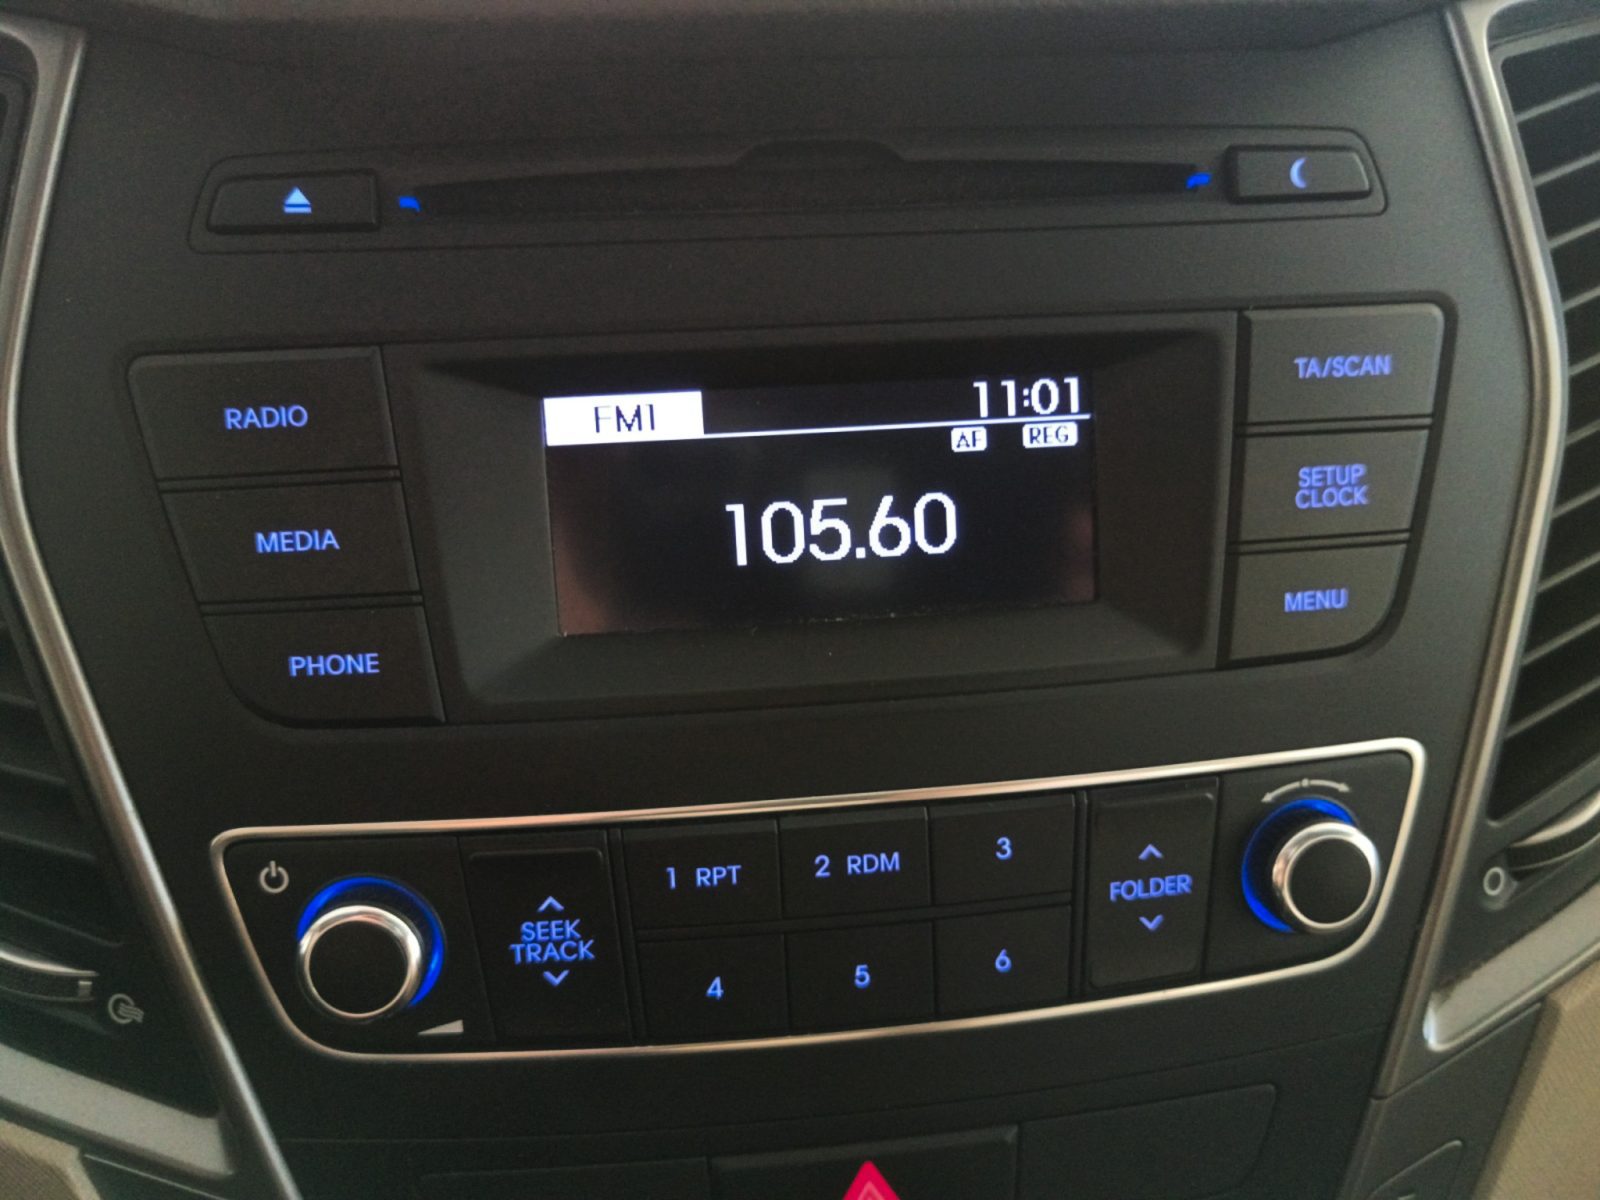 RADIO
MEDIA
PHONE
FM1
11:01
AF REG
105.60
TA/SCAN
SETUP
CLOCK
MENU
SEEK
TRACK
1 RPT
2 RDM
3
4
5
6
FOLDER